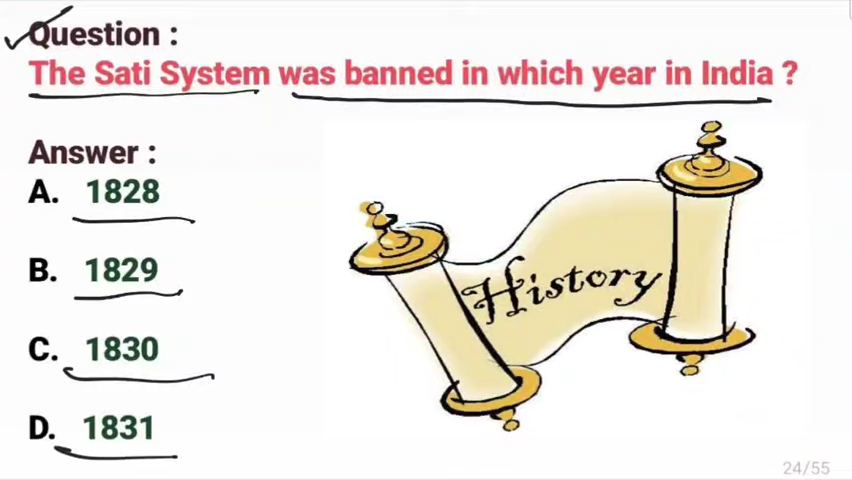 Question :
The Sati System was banned in which year in India ?
Answer :
A. 1828
B. 1829
C. 1830
D. 1831
History
24/55